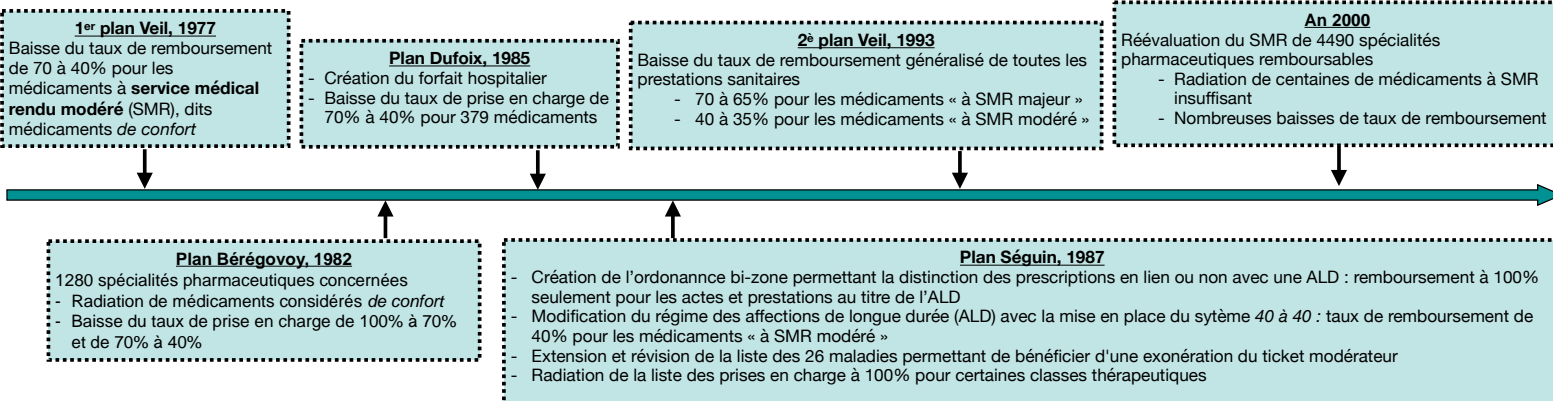 1er plan Veil, 1977
Baisse du taux de remboursement
de 70 à 40% pour les
médicaments à service médical
rendu modéré (SMR), dits
médicaments de confort
Plan Dufoix, 1985
- Création du forfait hospitalier
- Baisse du taux de prise en charge de
70% à 40% pour 379 médicaments
2è plan Veil, 1993
Baisse du taux de remboursement généralisé de toutes les
prestations sanitaires
- 70 à 65% pour les médicaments « à SMR majeur »
- 40 à 35% pour les médicaments « à SMR modéré »
An 2000
Réévaluation du SMR de 4490 spécialités
pharmaceutiques remboursables
- Radiation de centaines de médicaments à SMR
insuffisant
- Nombreuses baisses de taux de remboursement
Plan Bérégovoy, 1982
1280 spécialités pharmaceutiques concernées
- Radiation de médicaments considérés de confort
- Baisse du taux de prise en charge de 100% à 70%
et de 70% à 40%
Plan Séguin, 1987
- Création de l'ordonannce bi-zone permettant la distinction des prescriptions en lien ou non avec une ALD : remboursement à 100%
seulement pour les actes et prestations au titre de l'ALD
- Modification du régime des affections de longue durée (ALD) avec la mise en place du sytème 40 à 40 : taux de remboursement de
40% pour les médicaments « à SMR modéré »
- Extension et révision de la liste des 26 maladies permettant de bénéficier d'une exonération du ticket modérateur
- Radiation de la liste des prises en charge à 100% pour certaines classes thérapeutiques